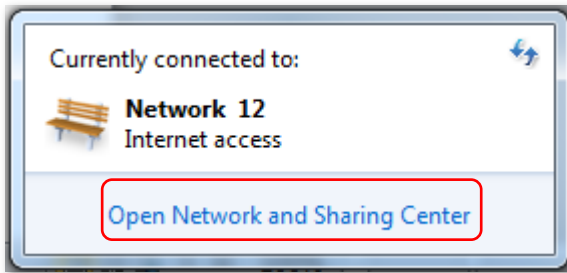 Currently connected to:
Network 12
Internet access
Open Network and Sharing Center